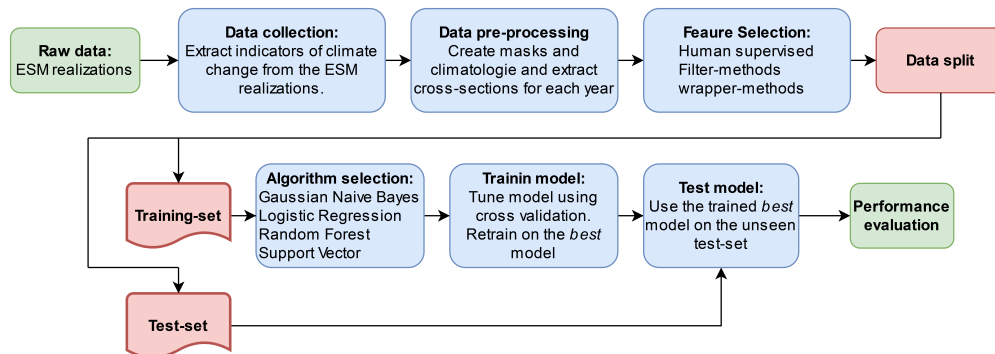 Raw data:
ESM realizations
Data collection:
Extract indicators of climate
change from the ESM
realizations.
Data pre-processing
Create masks and
climatologie and extract
cross-sections for each year
Feaure Selection:
Human supervised
Filter-methods
wrapper-methods
Data split
Training-set
Algorithm selection:
Gaussian Naive Bayes
Logistic Regression
Random Forest
Support Vector
Trainin model:
Tune model using
cross validation.
Retrain on the best
model
Test model:
Use the trained best
model on the unseen
test-set
Performance
evaluation
Test-set